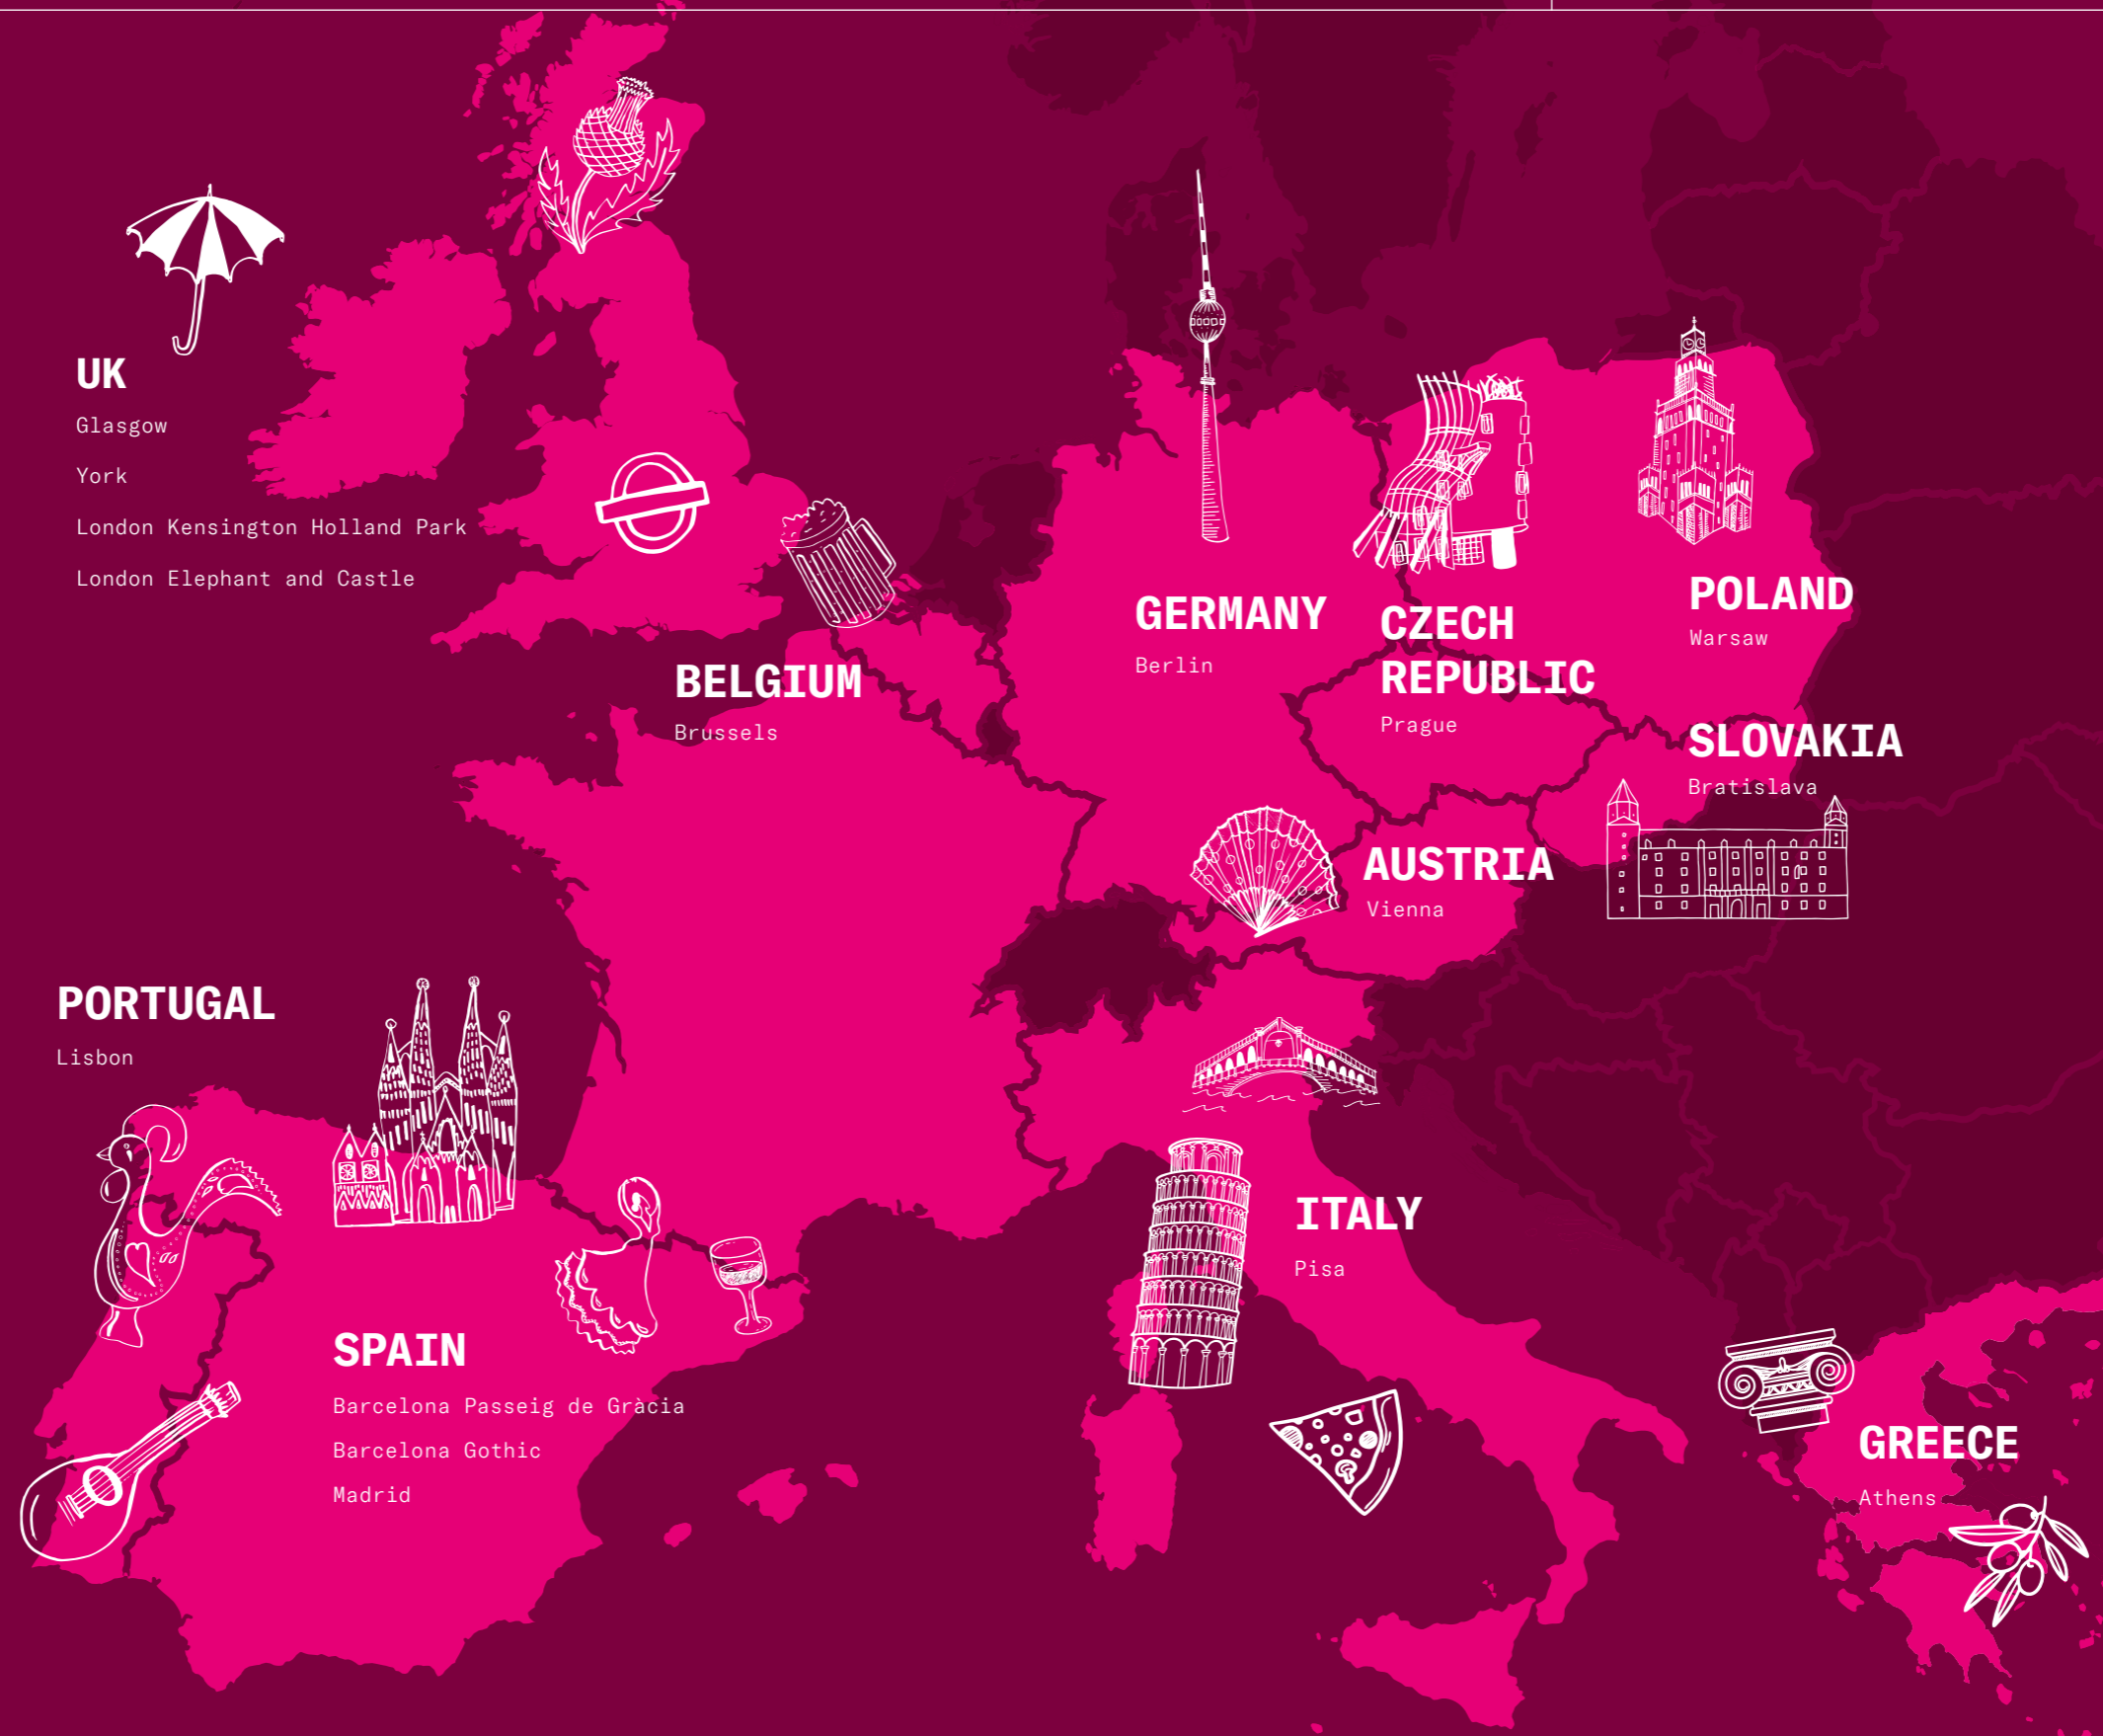 UK
Glasgow
York
London Kensington Holland Park
London Elephant and Castle
BELGIUM
Brussels
GERMANY
Berlin
CZECH
REPUBLIC
Prague
POLAND
Warsaw
SLOVAKIA
Bratislava
AUSTRIA
Vienna
PORTUGAL
Lisbon
SPAIN
Barcelona Passeig de Gràcia
Barcelona Gothic
Madrid
ITALY
Pisa
GREECE
Athens